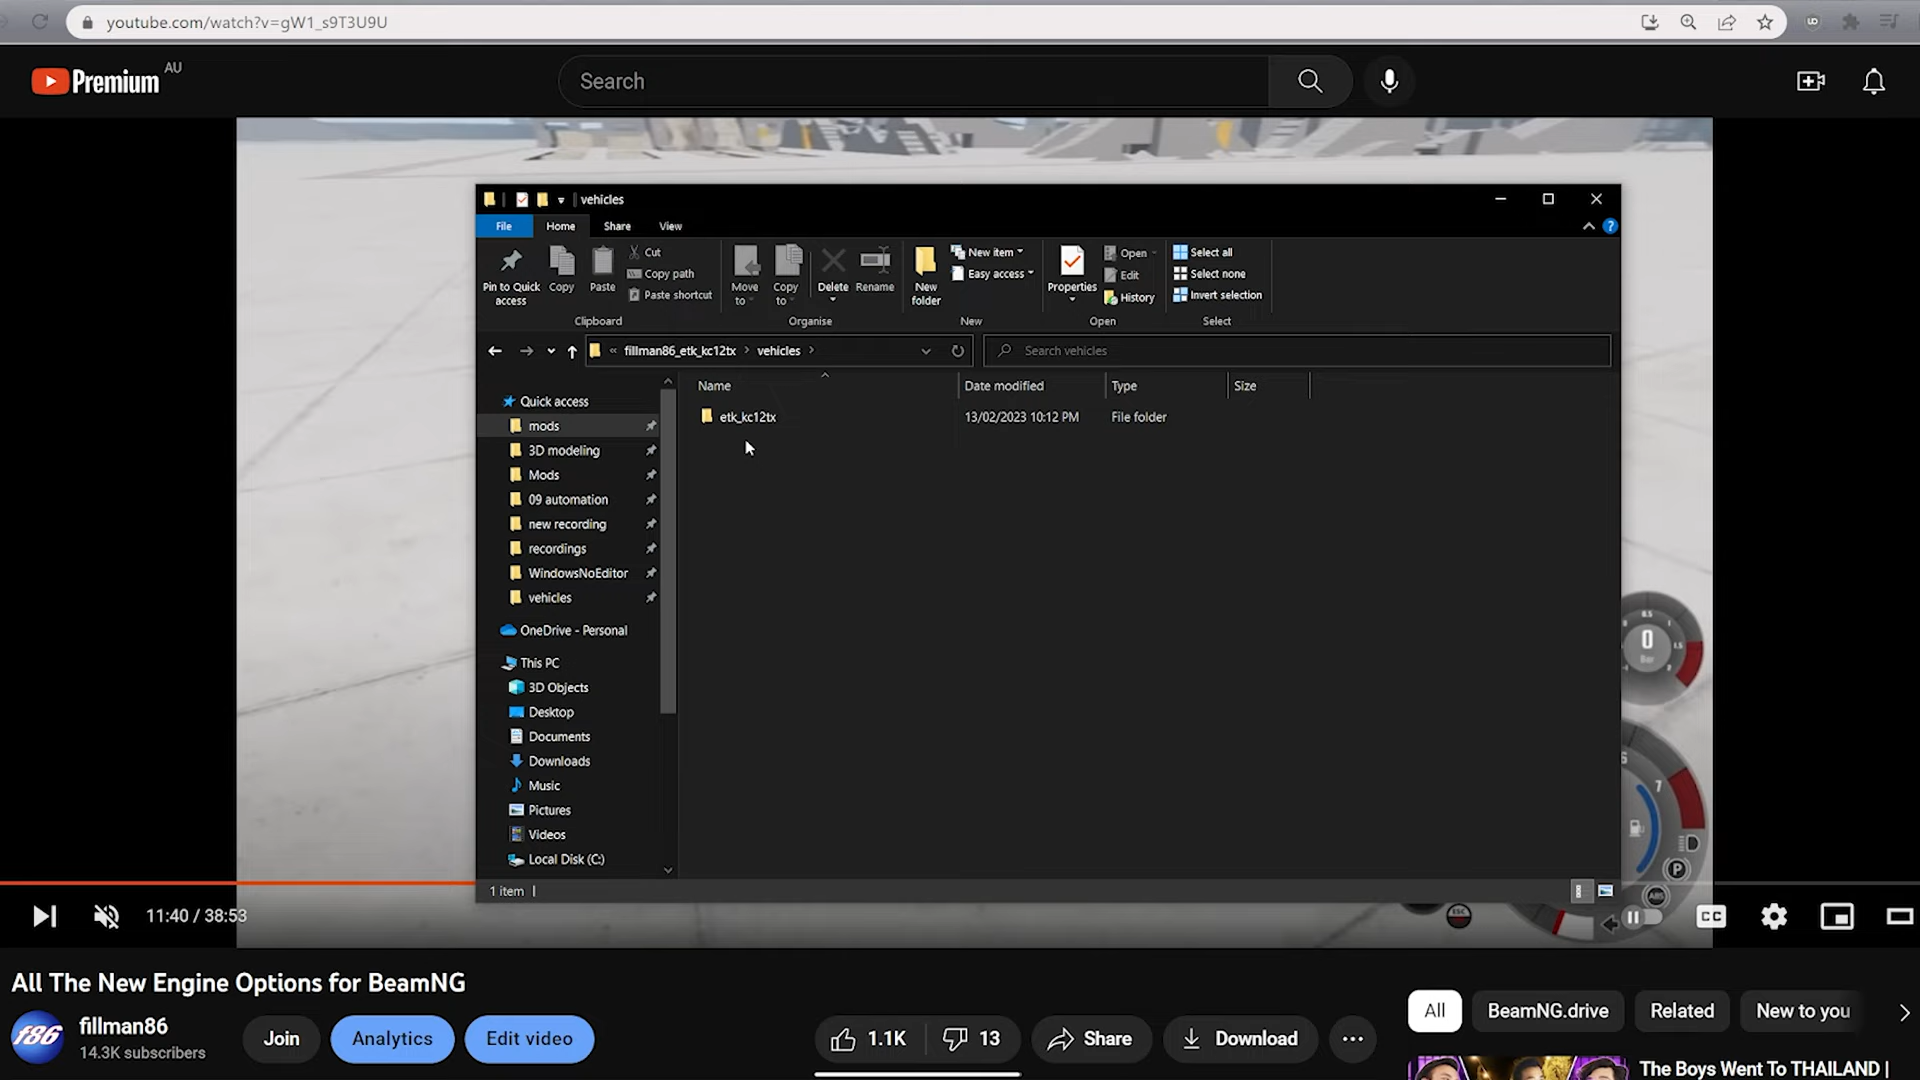 youtube.com/watch?v=gW1_s9T3U9U
Premium AU
Search
vehicles
File Home Share View
Pin to Quick access
Copy
Paste
Cut
Copy path
Paste shortcut
Move to
Copy to
Delete
Rename
New folder
New item
Easy access
Properties
Open
Edit
History
Select all
Select none
Invert selection
Clipboard Organise New Open Select
« fillman86_etk_kc12tx > vehicles >
Search vehicles
Name Date modified Type Size
etk_kc12tx 13/02/2023 10:12 PM File folder
Quick access
mods
3D modeling
Mods
09 automation
new recording
recordings
WindowsNoEditor
vehicles
OneDrive - Personal
This PC
3D Objects
Desktop
Documents
Downloads
Music
Pictures
Videos
Local Disk (C:)
1 item
0
Bar
7
P
11:40 / 38:53
CC
All The New Engine Options for BeamNG
f86
fillman86
14.3K subscribers
Join
Analytics
Edit video
1.1K
13
Share
Download
All
BeamNG.drive
Related
New to you
The Boys Went To THAILAND |